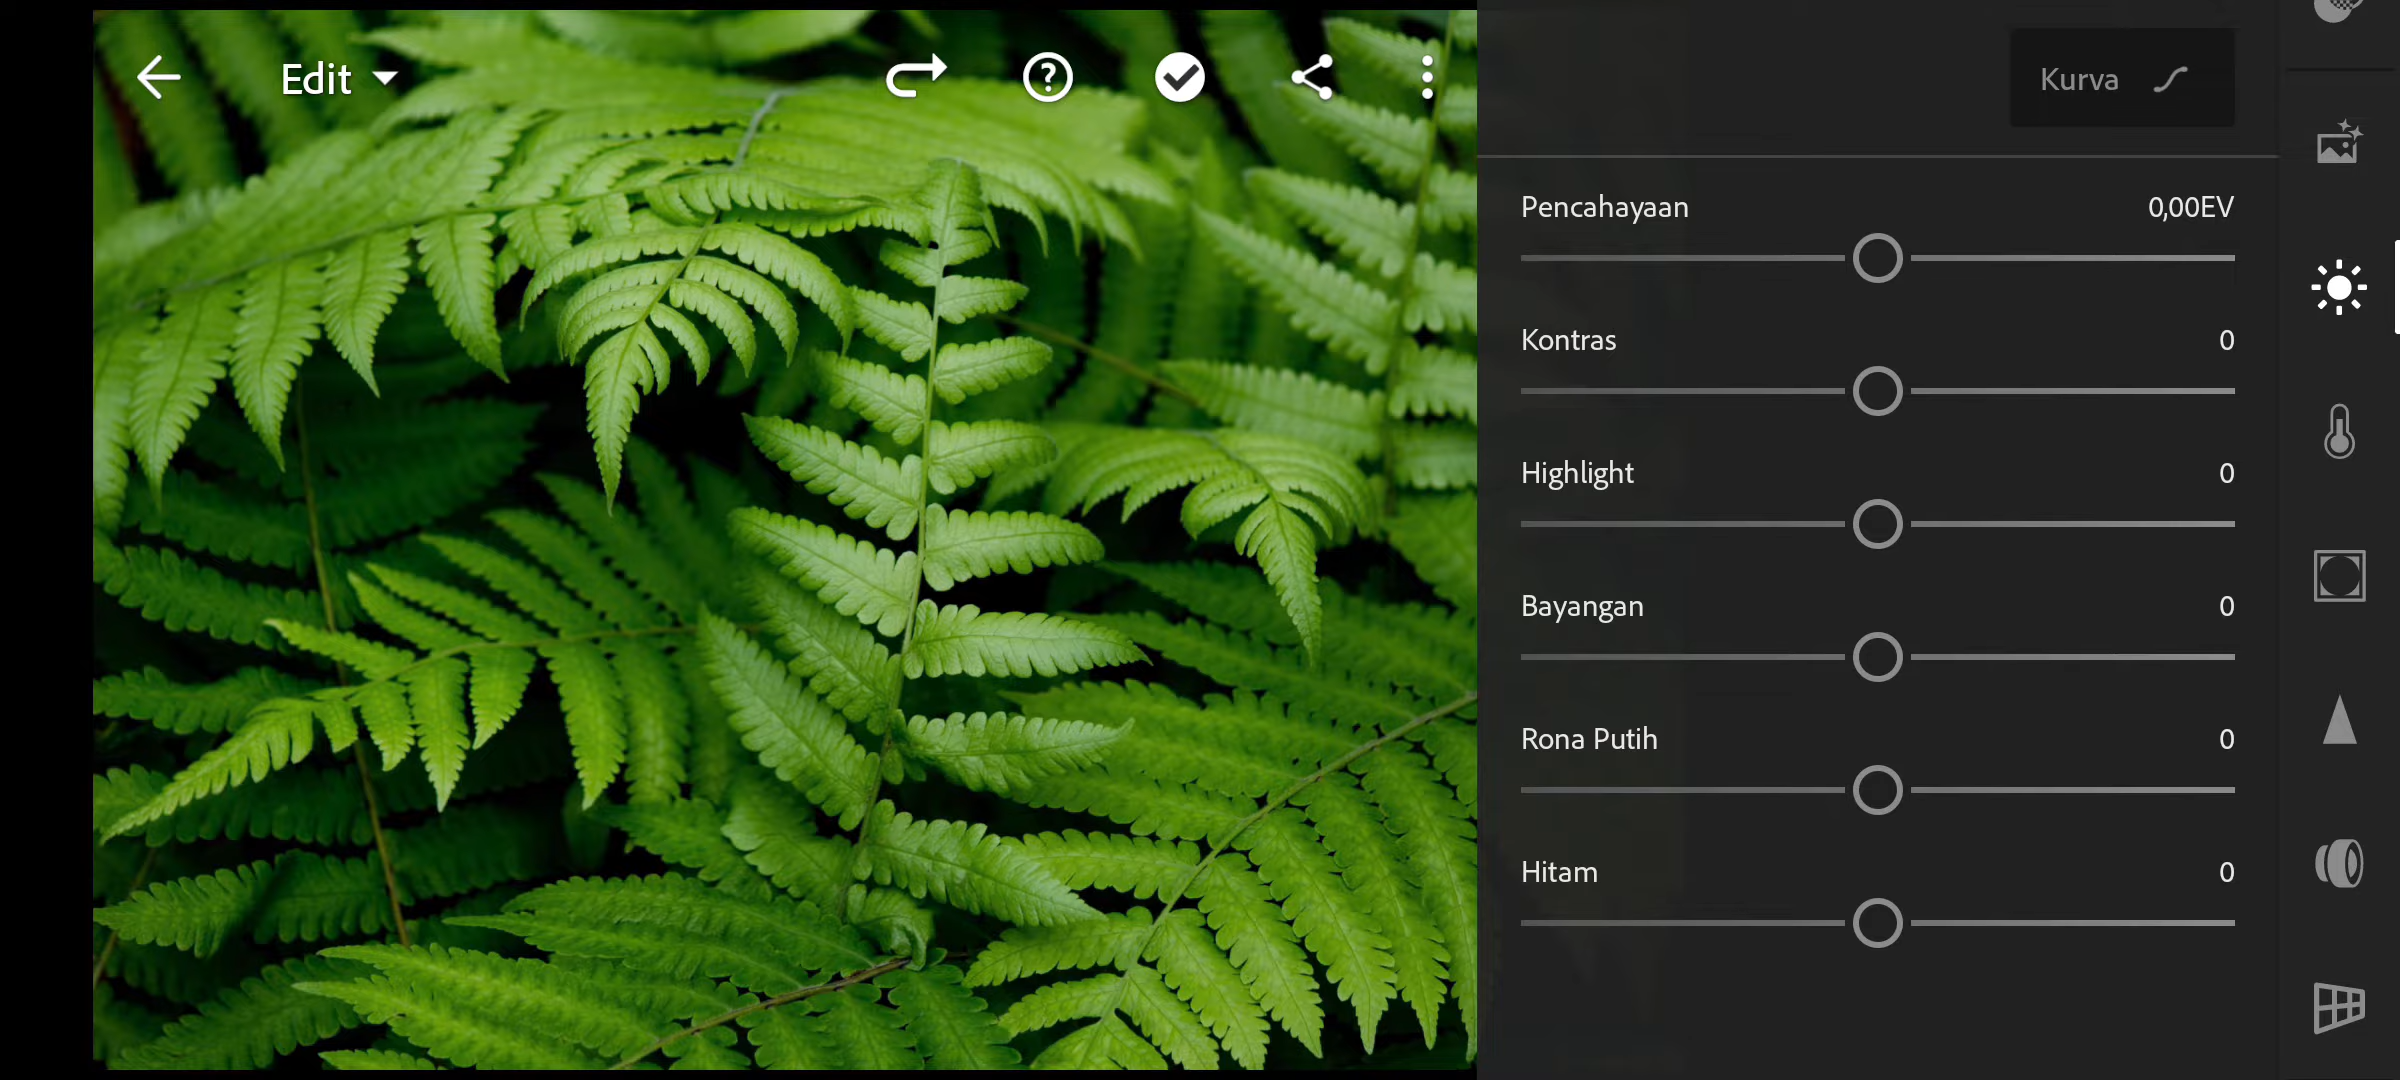 Edit
Kurva
Pencahayaan 0,00EV
Kontras 0
Highlight 0
Bayangan 0
Rona Putih 0
Hitam 0